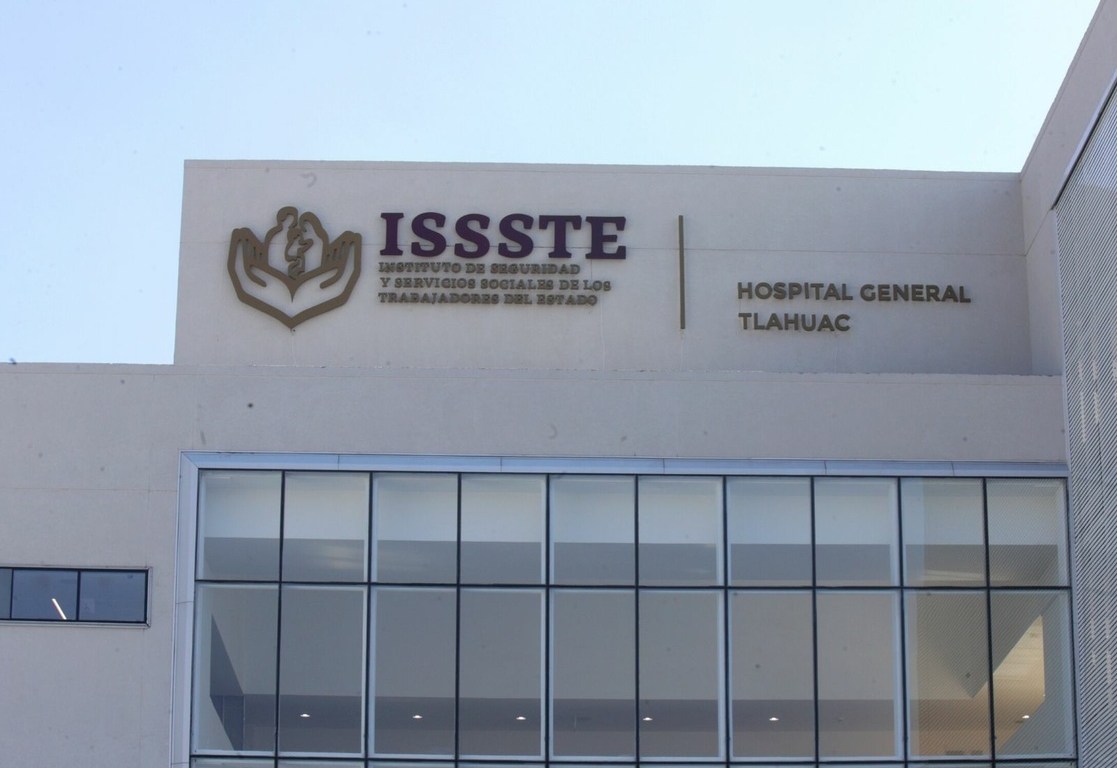 ISSSTE
INSTITUTO DE SEGURIDAD
Y SERVICIOS SOCIALES DE LOS
TRABAJADORES DEL ESTADO
HOSPITAL GENERAL
TLAHUAC